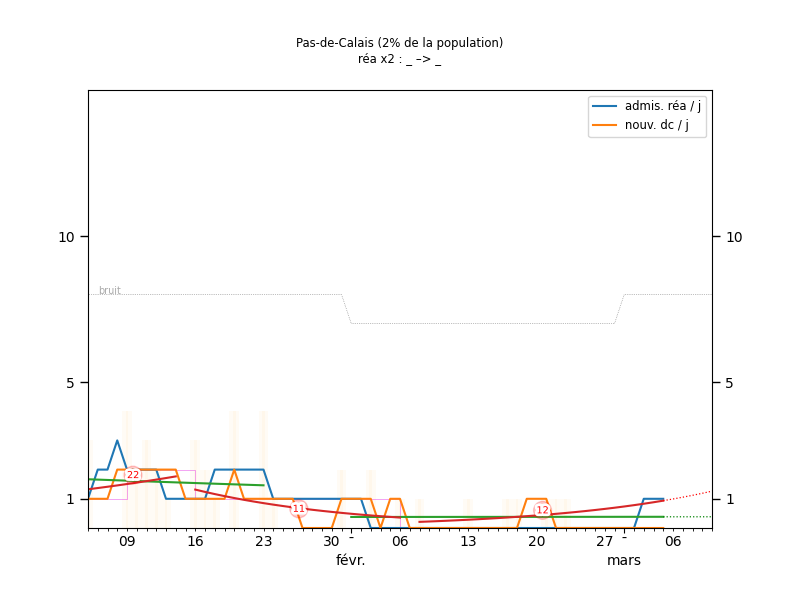 Pas-de-Calais (2% de la population)
réa x2 : _ –> _
admis. réa / j
nouv. dc / j
10
10
bruit
5
5
22
11
12
1
1
09
16
23
30
-
06
13
20
27
-
06
févr.
mars